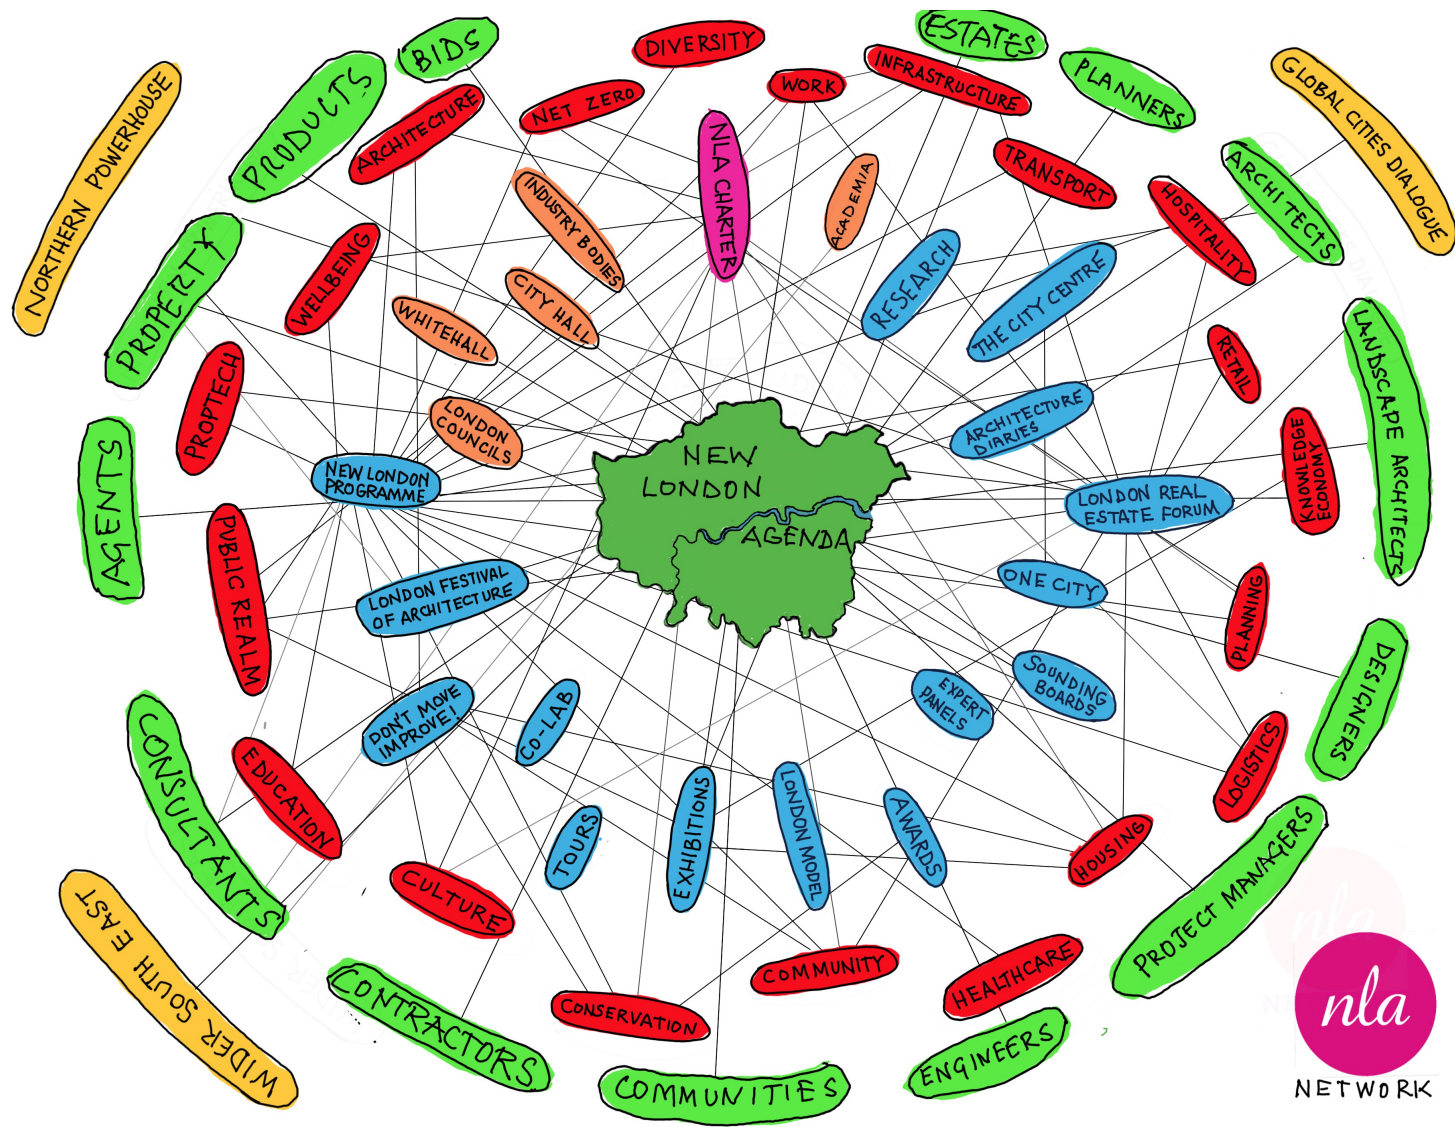 BIDS
DIVERSITY
ESTATES
PRODUCTS
ARCHITECTURE
NET ZERO
WORK
INFRASTRUCTURE
PLANNERS
GLOBAL CITIES DIALOGUE
NORTHERN POWERHOUSE
NLA CHARTER
ACADEMIA
TRANSPORT
HOSPITALITY
ARCHITECTS
PROPERTY
WELLBEING
INDUSTRY BODIES
CITY HALL
WHITEHALL
RESEARCH
THE CITY CENTRE
RETAIL
LANDSCAPE ARCHITECTS
PROPTECH
LONDON
COUNCILS
ARCHITECTURE
DIARIES
KNOWLEDGE
ECONOMY
AGENTS
NEW LONDON
PROGRAMME
NEW
LONDON
AGENDA
LONDON REAL
ESTATE FORUM
PUBLIC REALM
LONDON FESTIVAL
OF ARCHITECTURE
ONE CITY
PLANNING
DESIGNERS
CONSULTANTS
EDUCATION
DON'T MOVE
IMPROVE!
CO-LAB
EXPERT
PANELS
SOUNDING
BOARDS
LOGISTICS
TOURS
EXHIBITIONS
LONDON MODEL
AWARDS
HOUSING
PROJECT MANAGERS
WIDER SOUTH EAST
CULTURE
CONTRACTORS
CONSERVATION
COMMUNITY
HEALTHCARE
COMMUNITIES
ENGINEERS
nla
NETWORK